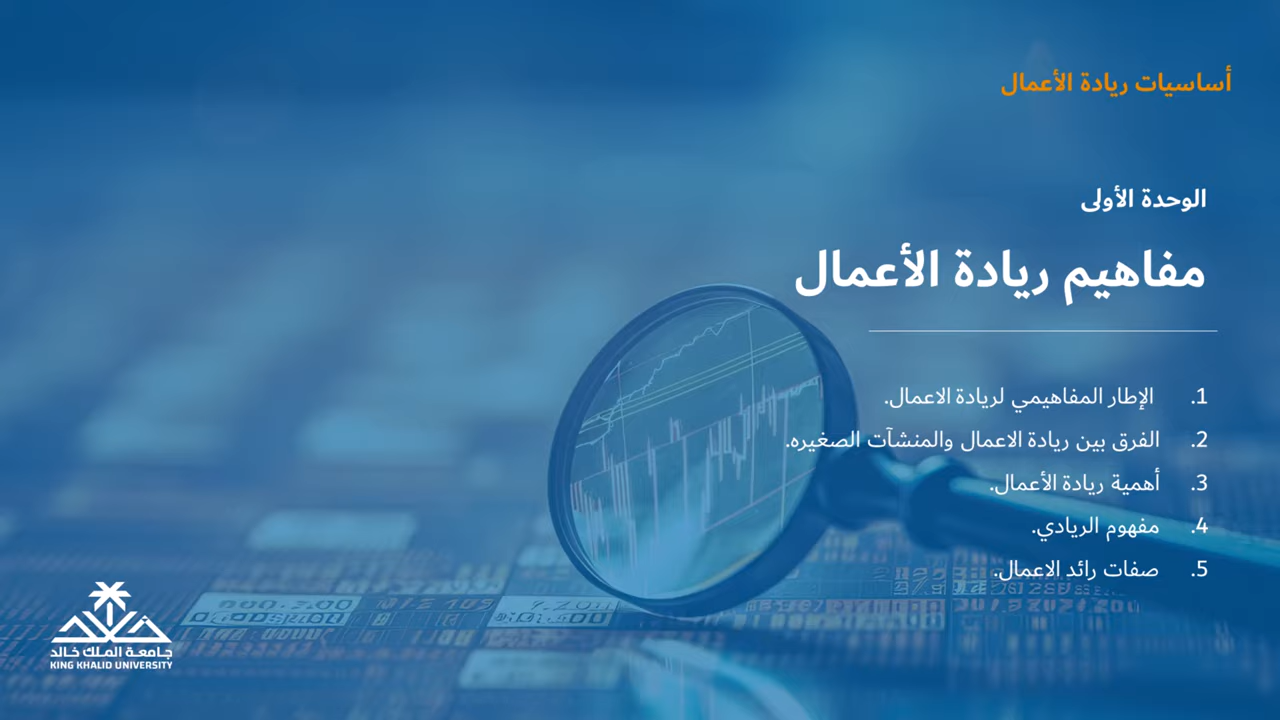 أساسيات ريادة الأعمال
الوحدة الأولى
مفاهيم ريادة الأعمال
1. الإطار المفاهيمي لريادة الاعمال.
2. الفرق بين ريادة الاعمال والمنشآت الصغيره.
3. أهمية ريادة الأعمال.
4. مفهوم الريادي.
5. صفات رائد الاعمال.
جامعة الملك خالد
KING KHALID UNIVERSITY